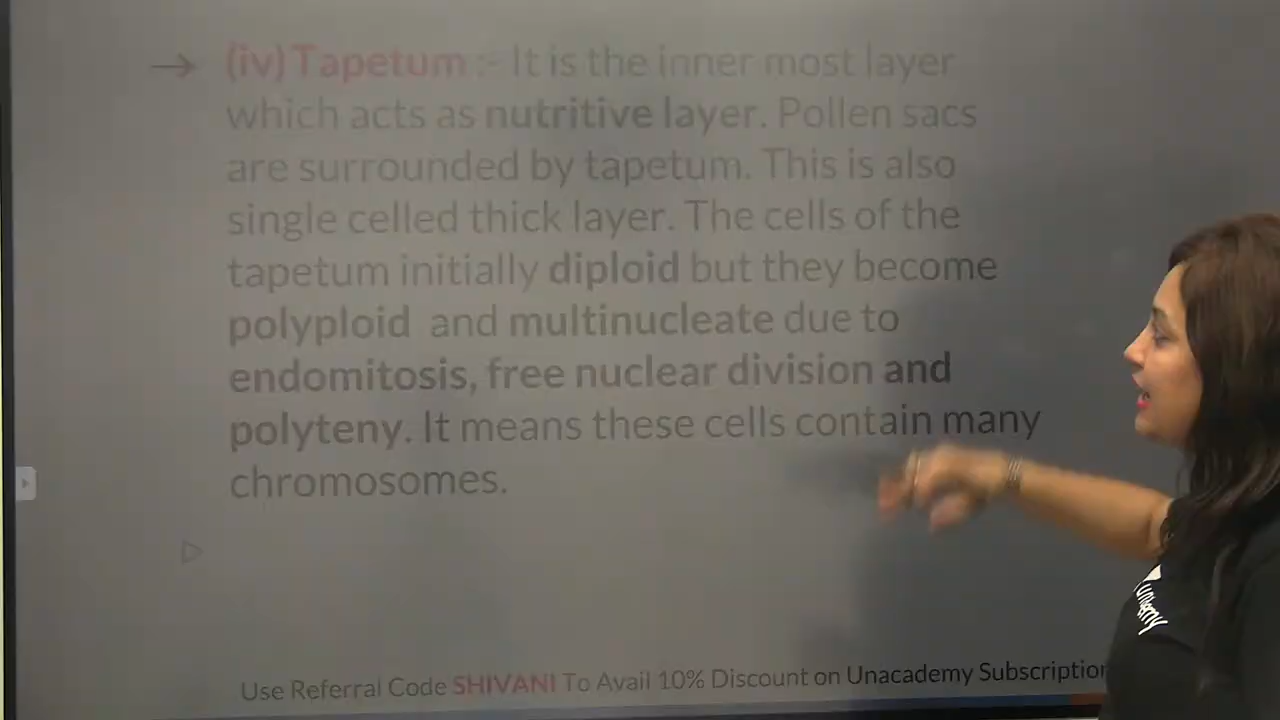 → (iv) Tapetum :- It is the inner most layer
which acts as nutritive layer. Pollen sacs
are surrounded by tapetum. This is also
single celled thick layer. The cells of the
tapetum initially diploid but they become
polyploid and multinucleate due to
endomitosis, free nuclear division and
polyteny. It means these cells contain many
chromosomes.
Use Referral Code SHIVANI To Avail 10% Discount on Unacademy Subscription